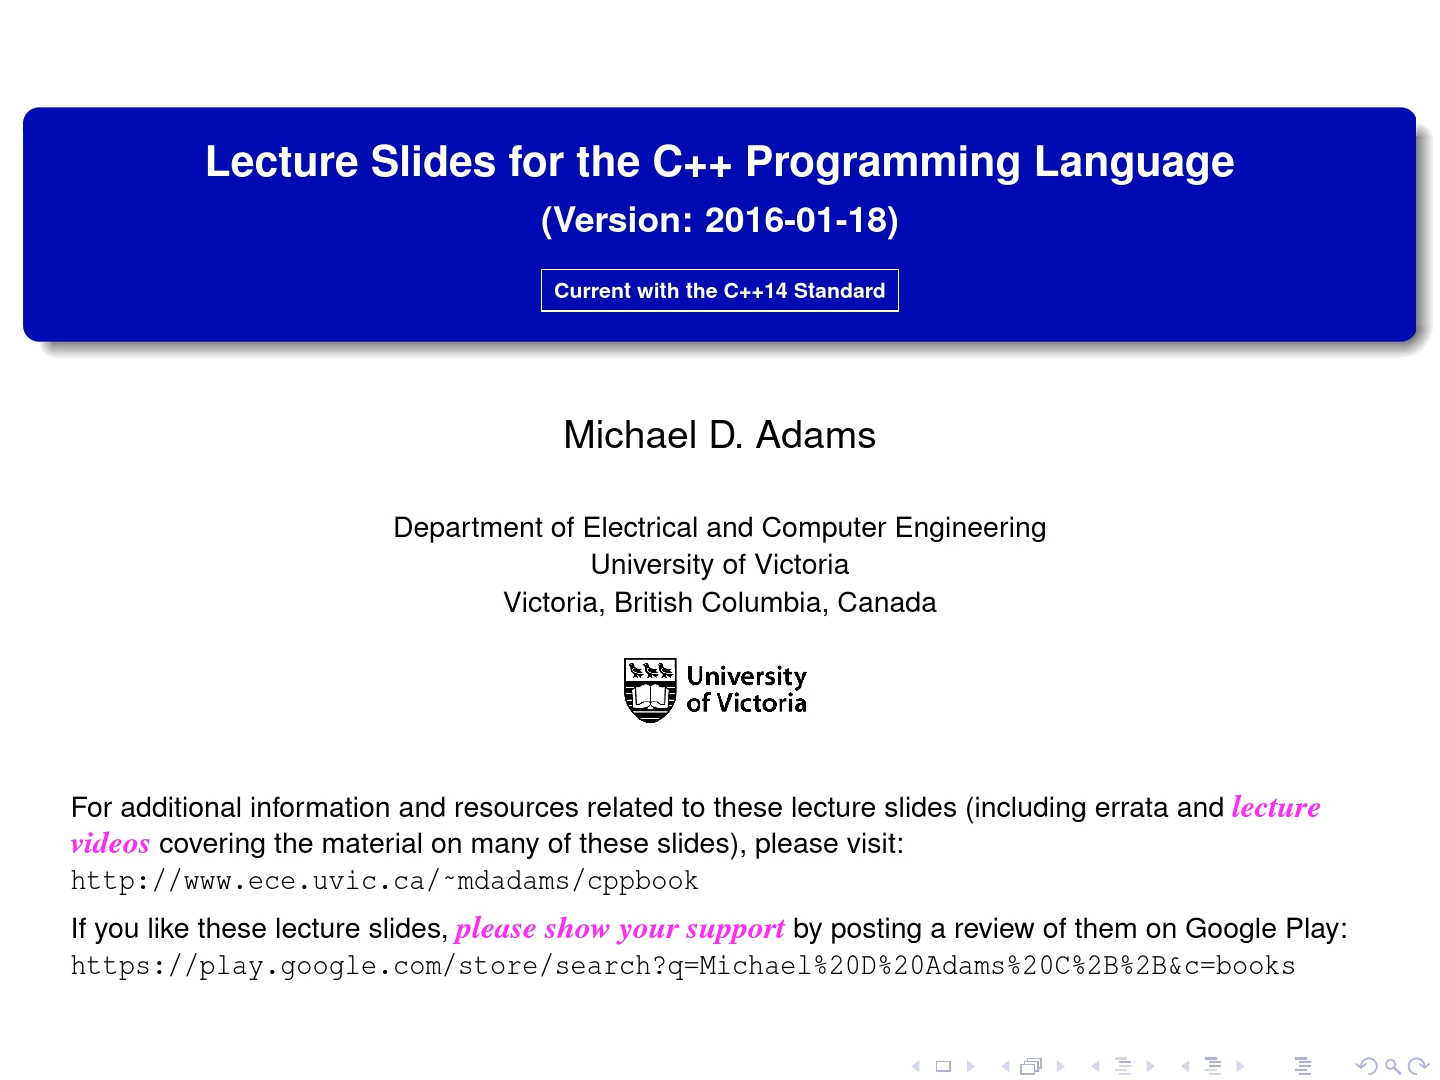 Lecture Slides for the C++ Programming Language
(Version: 2016-01-18)
Current with the C++14 Standard
Michael D. Adams
Department of Electrical and Computer Engineering
University of Victoria
Victoria, British Columbia, Canada
University
of Victoria
For additional information and resources related to these lecture slides (including errata and lecture
videos covering the material on many of these slides), please visit:
http://www.ece.uvic.ca/~mdadams/cppbook
If you like these lecture slides, please show your support by posting a review of them on Google Play:
https://play.google.com/store/search?q=Michael%20D%20Adams%20C%2B%2B&c=books